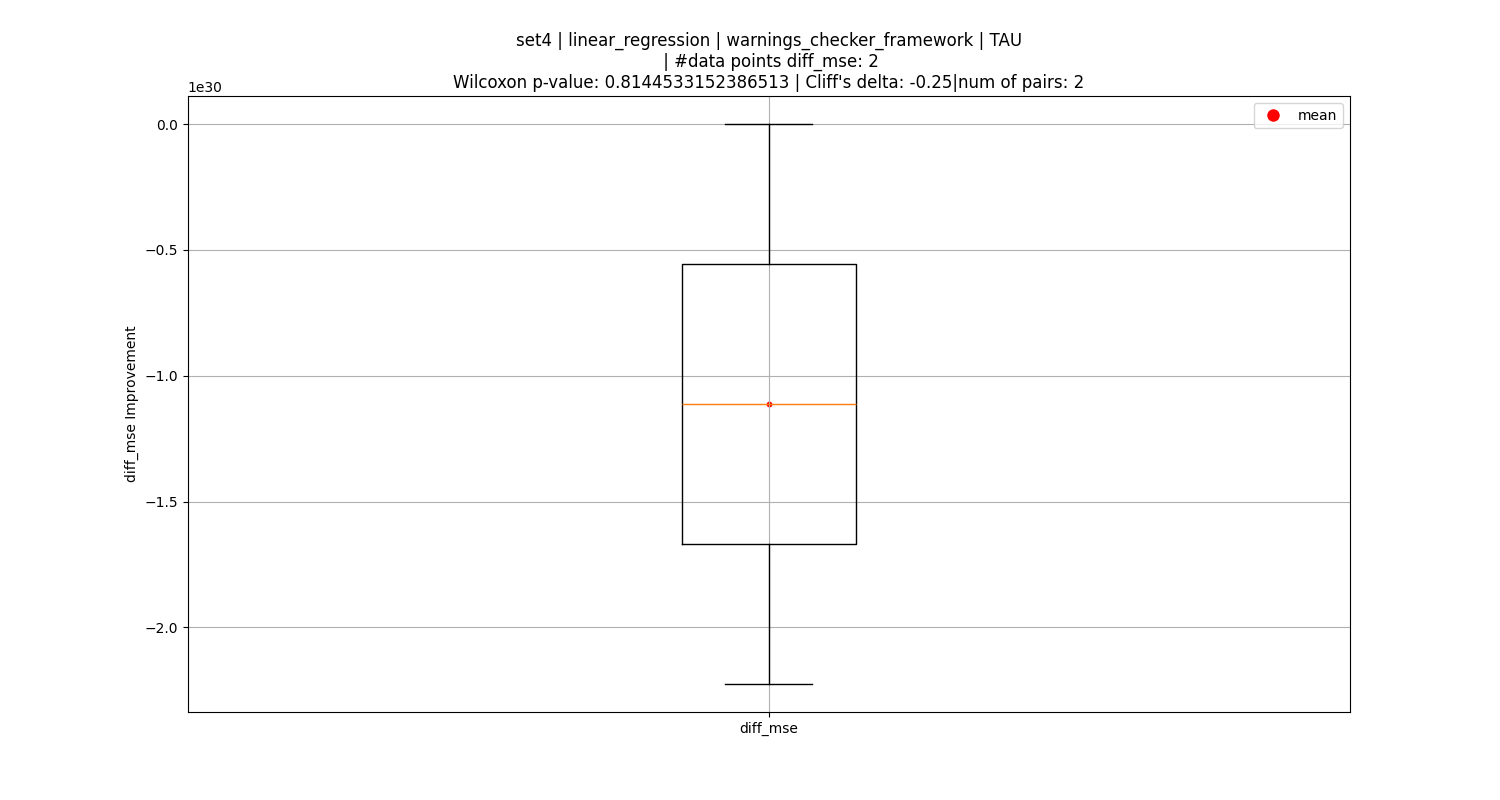 set4 | linear_regression | warnings_checker_framework | TAU
| #data points diff_mse: 2
Wilcoxon p-value: 0.8144533152386513 | Cliff's delta: -0.25|num of pairs: 2
1e30
mean
0.0
−0.5
−1.0
−1.5
−2.0
diff_mse Improvement
diff_mse